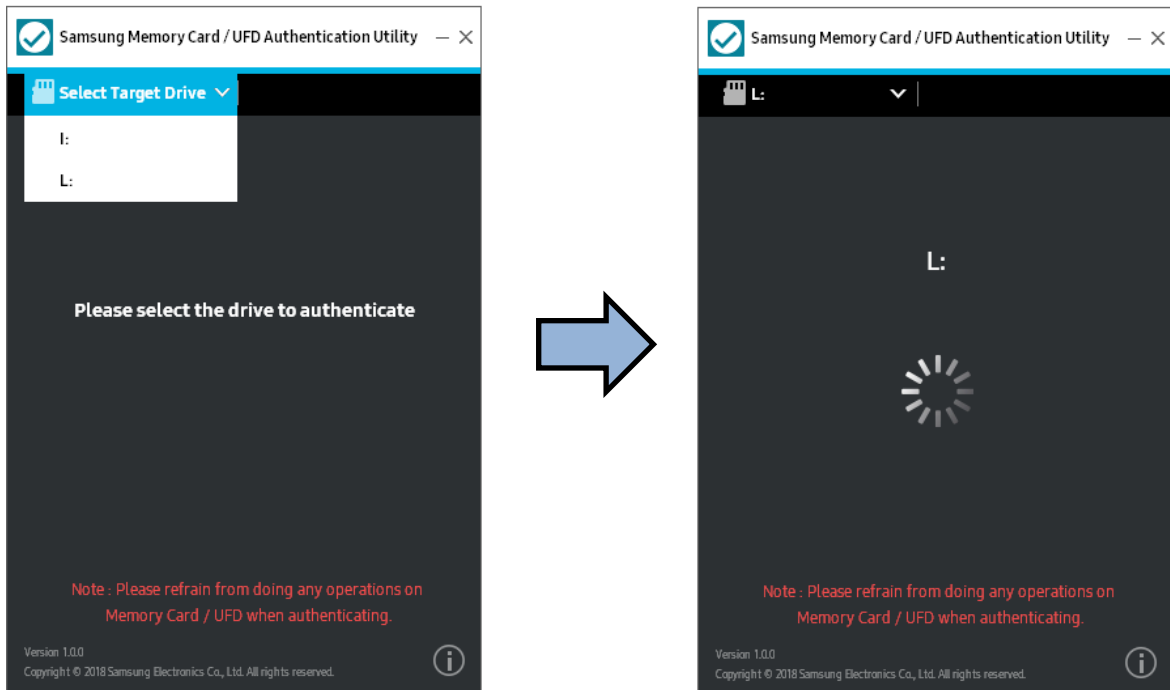 Samsung Memory Card / UFD Authentication Utility
Select Target Drive
I:
L:
Please select the drive to authenticate
Note : Please refrain from doing any operations on
Memory Card / UFD when authenticating.
Version 1.0.0
Copyright © 2018 Samsung Electronics Co., Ltd. All rights reserved.
Samsung Memory Card / UFD Authentication Utility
L:
L:
Note : Please refrain from doing any operations on
Memory Card / UFD when authenticating.
Version 1.0.0
Copyright © 2018 Samsung Electronics Co., Ltd. All rights reserved.